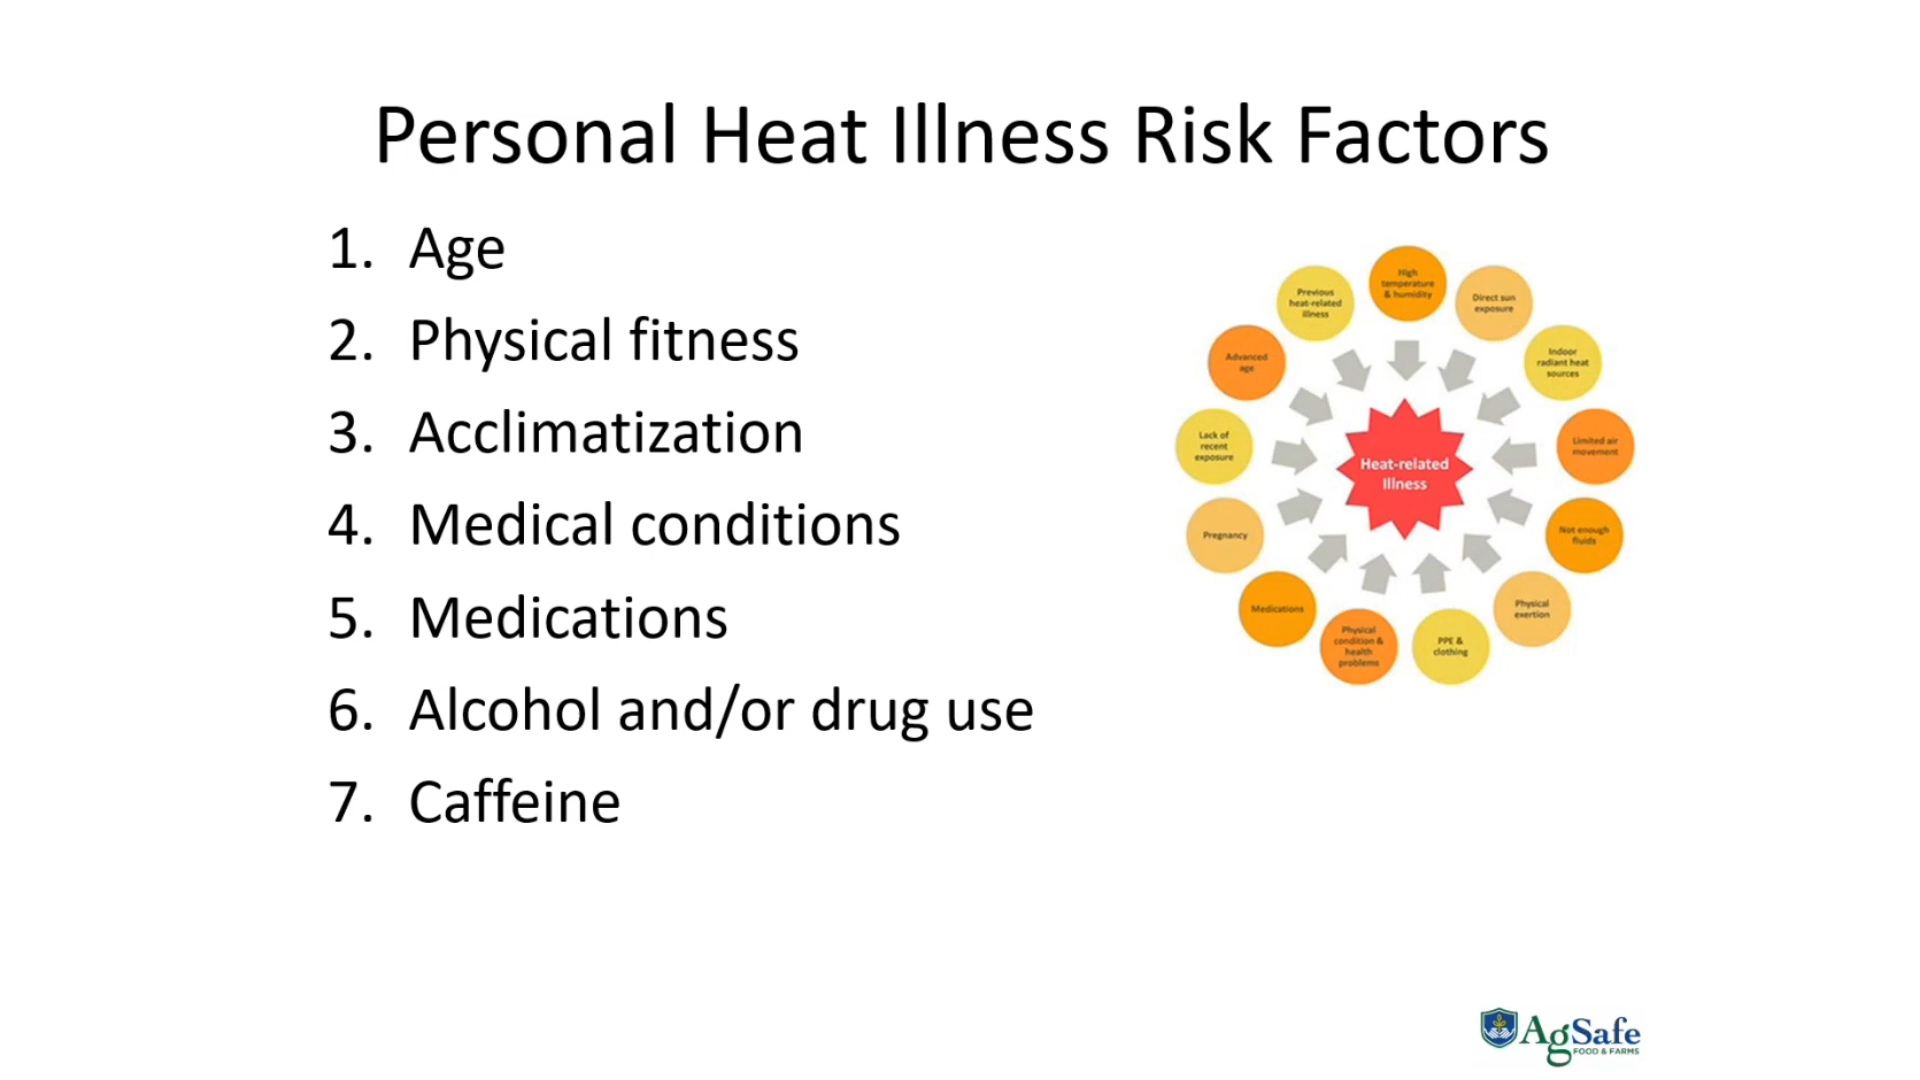 Personal Heat Illness Risk Factors
1. Age
2. Physical fitness
3. Acclimatization
4. Medical conditions
5. Medications
6. Alcohol and/or drug use
7. Caffeine
High
temperature
& humidity
Direct sun
exposure
Indoor
radiant heat
sources
Limited air
movement
Not enough
fluids
Physical
exertion
PPE &
clothing
Physical
condition &
health
problems
Medications
Pregnancy
Lack of
recent
exposure
Advanced
age
Previous
heat-related
illness
Heat-related
Illness
AgSafe
FOOD & FARMS